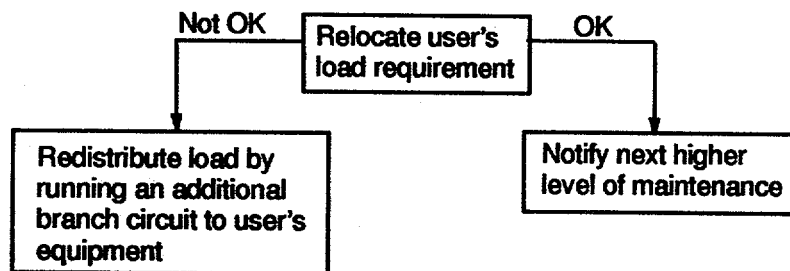 Not OK
Relocate user's
load requirement
OK
Redistribute load by
running an additional
branch circuit to user's
equipment
Notify next higher
level of maintenance